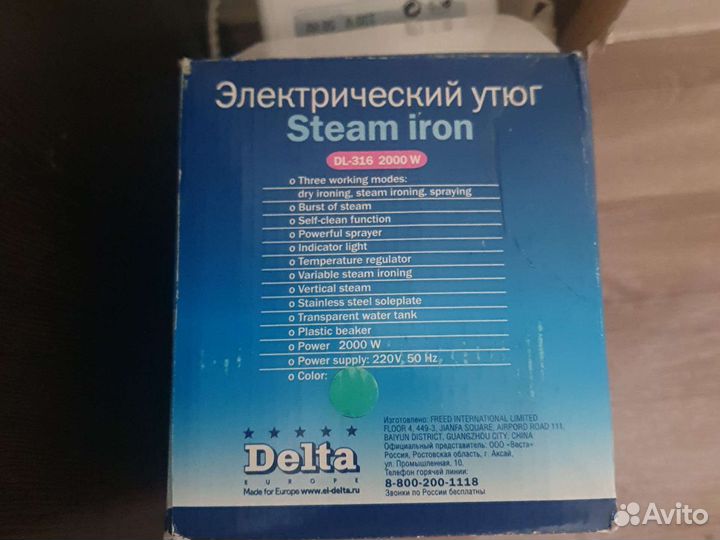 Электрический утюг
Steam iron
DL-316 2000 W
o Three working modes:
dry ironing, steam ironing, spraying
o Burst of steam
o Self-clean function
o Powerful sprayer
o Indicator light
o Temperature regulator
o Variable steam ironing
o Vertical steam
o Stainless steel soleplate
o Transparent water tank
o Plastic beaker
o Power 2000 W
o Power supply: 220V, 50 Hz
o Color:
Delta
EUROPE
Made for Europe www.el-delta.ru
Изготовлено: FREED INTERNATIONAL LIMITED
FLOOR 4, 449-3, JIANFA SQUARE, AIRPORD ROAD 111,
BAIYUN DISTRICT, GUANGZHOU CITY, CHINA
Официальный представитель: ООО «Веста»
Россия, Ростовская область, г. Аксай,
ул. Промышленная, 10.
Телефон горячей линии:
8-800-200-1118
Звонки по России бесплатны
Avito